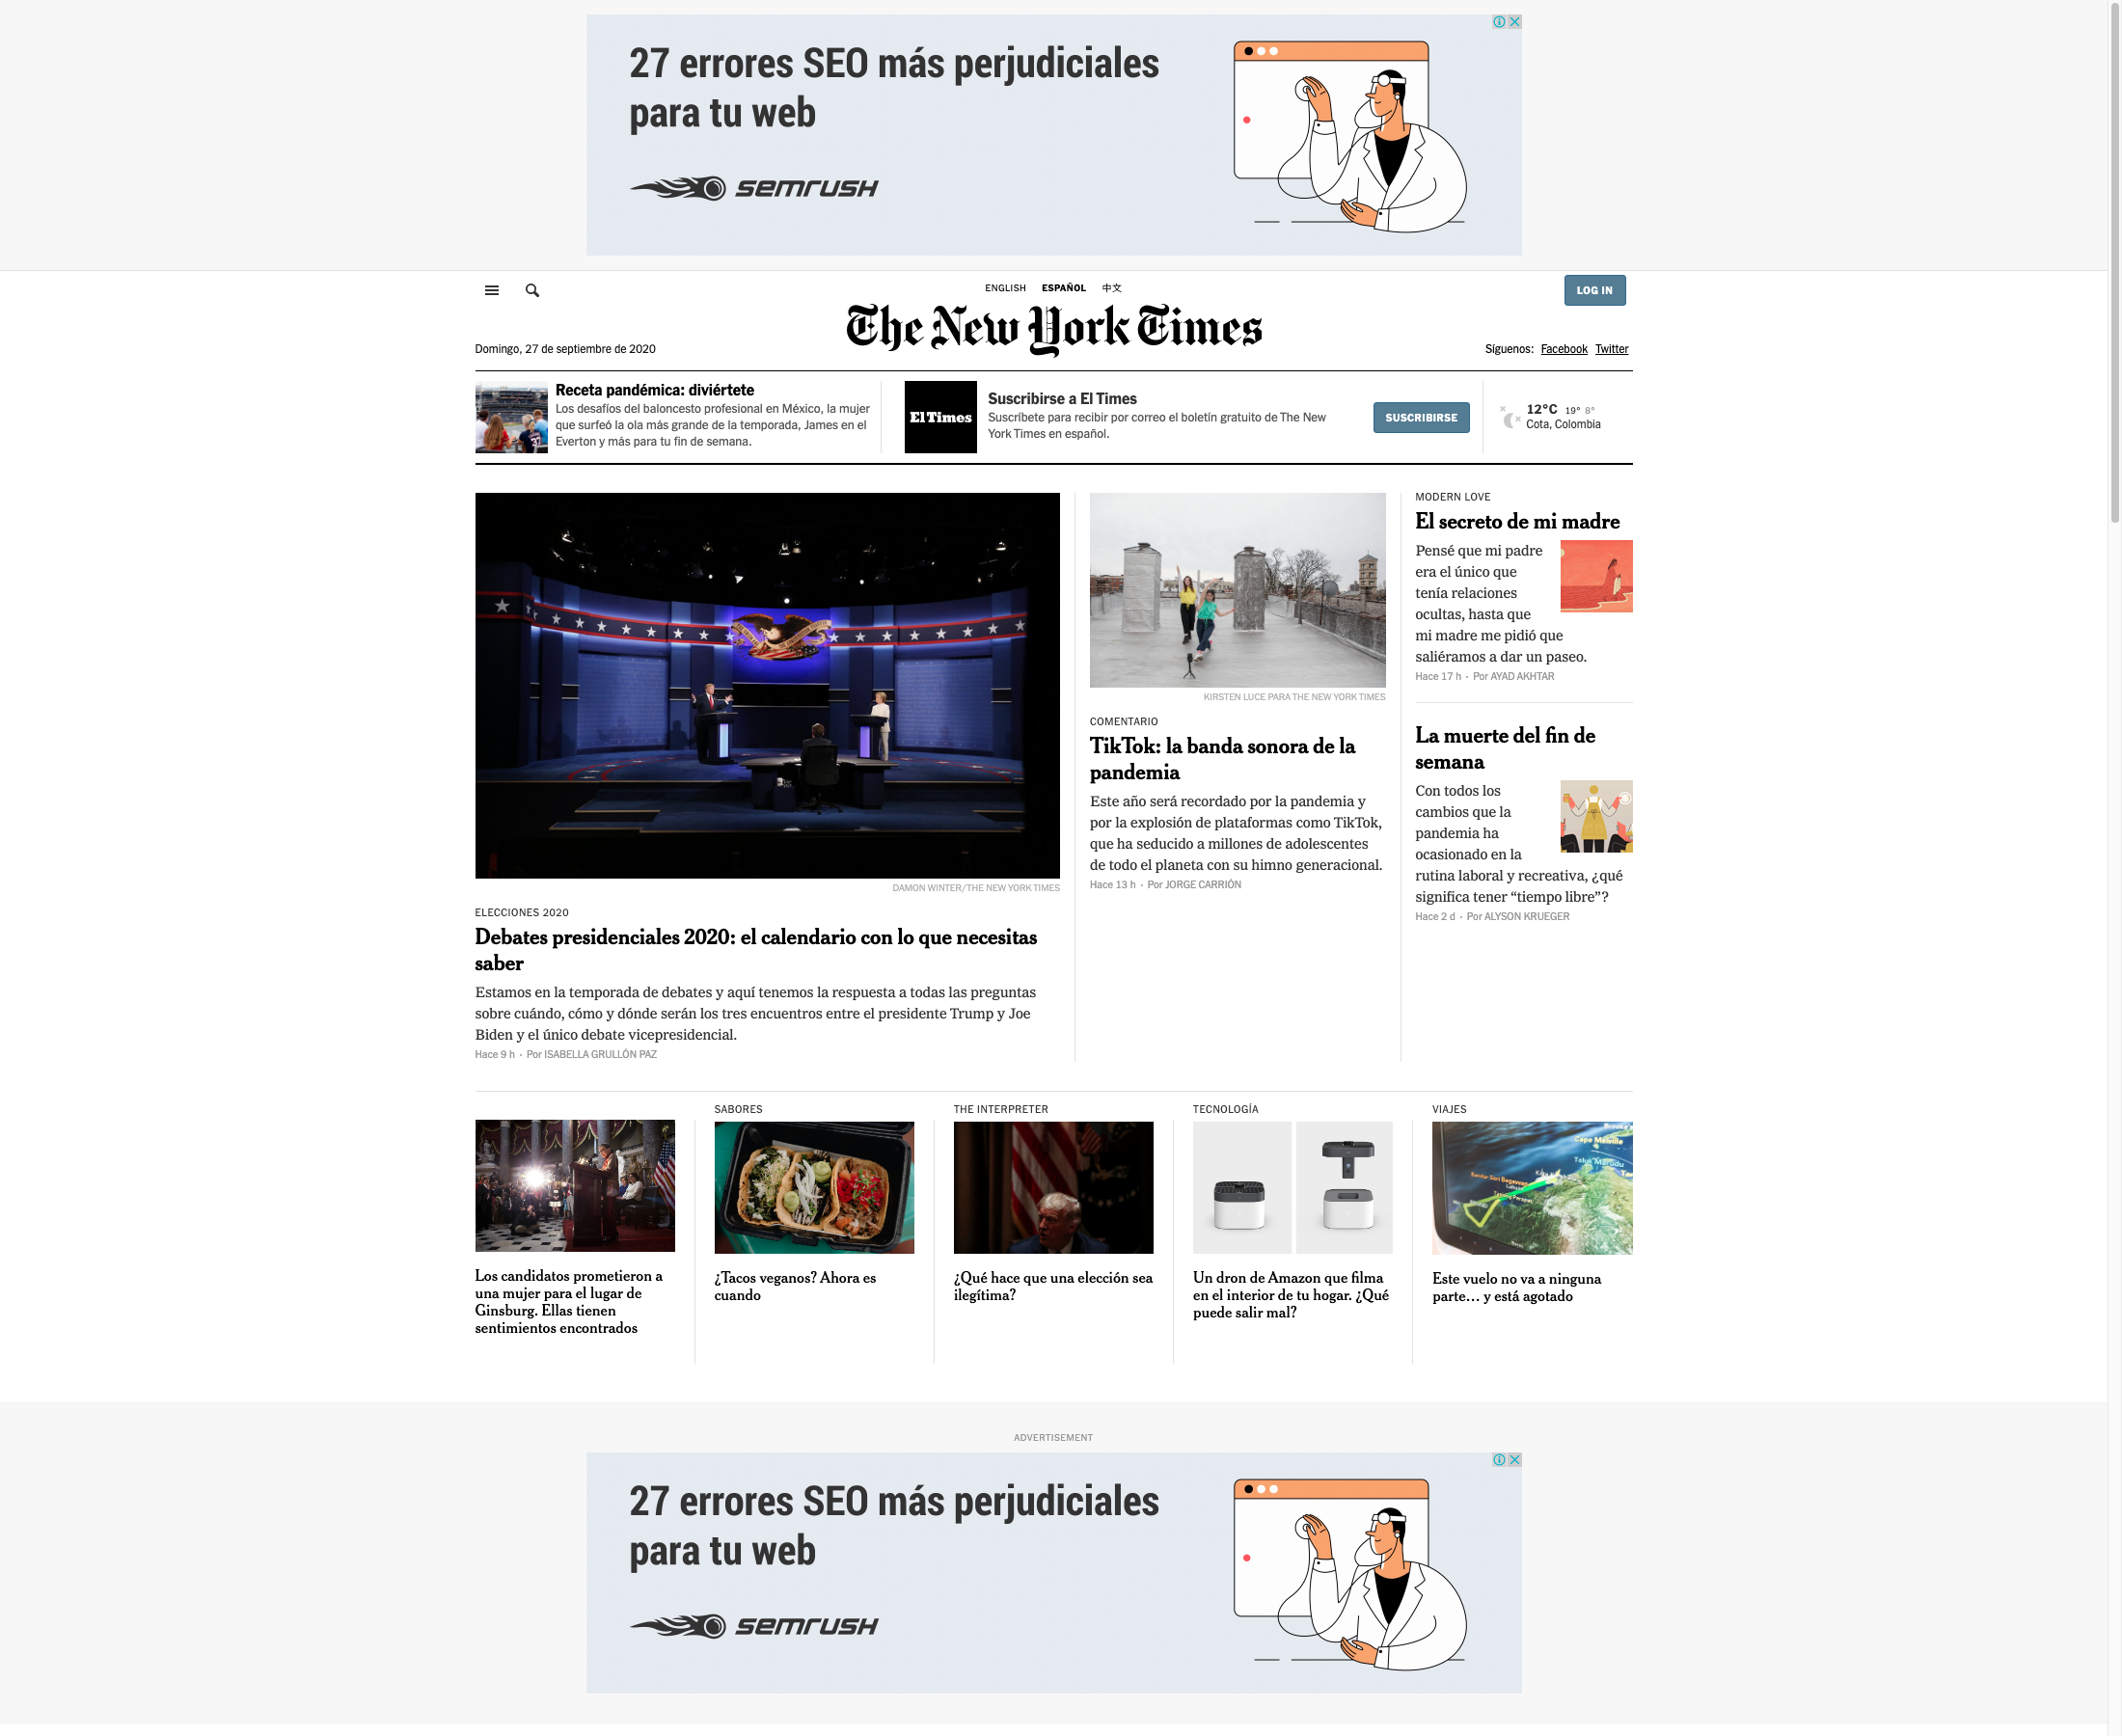 27 errores SEO más perjudiciales
para tu web
semrush
ENGLISH ESPAÑOL 中文
LOG IN
The New York Times
Domingo, 27 de septiembre de 2020
Síguenos: Facebook Twitter
Receta pandémica: diviértete
Los desafíos del baloncesto profesional en México, la mujer
que surfeó la ola más grande de la temporada, James en el
Everton y más para tu fin de semana.
El Times
Suscribirse a El Times
Suscríbete para recibir por correo el boletín gratuito de The New
York Times en español.
SUSCRIBIRSE
12°C 19° 8°
Cota, Colombia
DAMON WINTER/THE NEW YORK TIMES
ELECCIONES 2020
Debates presidenciales 2020: el calendario con lo que necesitas
saber
Estamos en la temporada de debates y aquí tenemos la respuesta a todas las preguntas
sobre cuándo, cómo y dónde serán los tres encuentros entre el presidente Trump y Joe
Biden y el único debate vicepresidencial.
Hace 9 h · Por ISABELLA GRULLÓN PAZ
KIRSTEN LUCE PARA THE NEW YORK TIMES
COMENTARIO
TikTok: la banda sonora de la
pandemia
Este año será recordado por la pandemia y
por la explosión de plataformas como TikTok,
que ha seducido a millones de adolescentes
de todo el planeta con su himno generacional.
Hace 13 h · Por JORGE CARRIÓN
MODERN LOVE
El secreto de mi madre
Pensé que mi padre
era el único que
tenía relaciones
ocultas, hasta que
mi madre me pidió que
saliéramos a dar un paseo.
Hace 17 h · Por AYAD AKHTAR
La muerte del fin de
semana
Con todos los
cambios que la
pandemia ha
ocasionado en la
rutina laboral y recreativa, ¿qué
significa tener “tiempo libre”?
Hace 2 d · Por ALYSON KRUEGER
Los candidatos prometieron a
una mujer para el lugar de
Ginsburg. Ellas tienen
sentimientos encontrados
SABORES
¿Tacos veganos? Ahora es
cuando
THE INTERPRETER
¿Qué hace que una elección sea
ilegítima?
TECNOLOGÍA
Un dron de Amazon que filma
en el interior de tu hogar. ¿Qué
puede salir mal?
VIAJES
Cape Melville
Este vuelo no va a ninguna
parte… y está agotado
ADVERTISEMENT
27 errores SEO más perjudiciales
para tu web
semrush